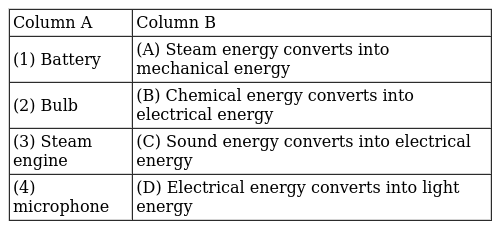 Column A
Column B
(1) Battery
(A) Steam energy converts into
mechanical energy
(2) Bulb
(B) Chemical energy converts into
electrical energy
(3) Steam
engine
(C) Sound energy converts into electrical
energy
(4)
microphone
(D) Electrical energy converts into light
energy